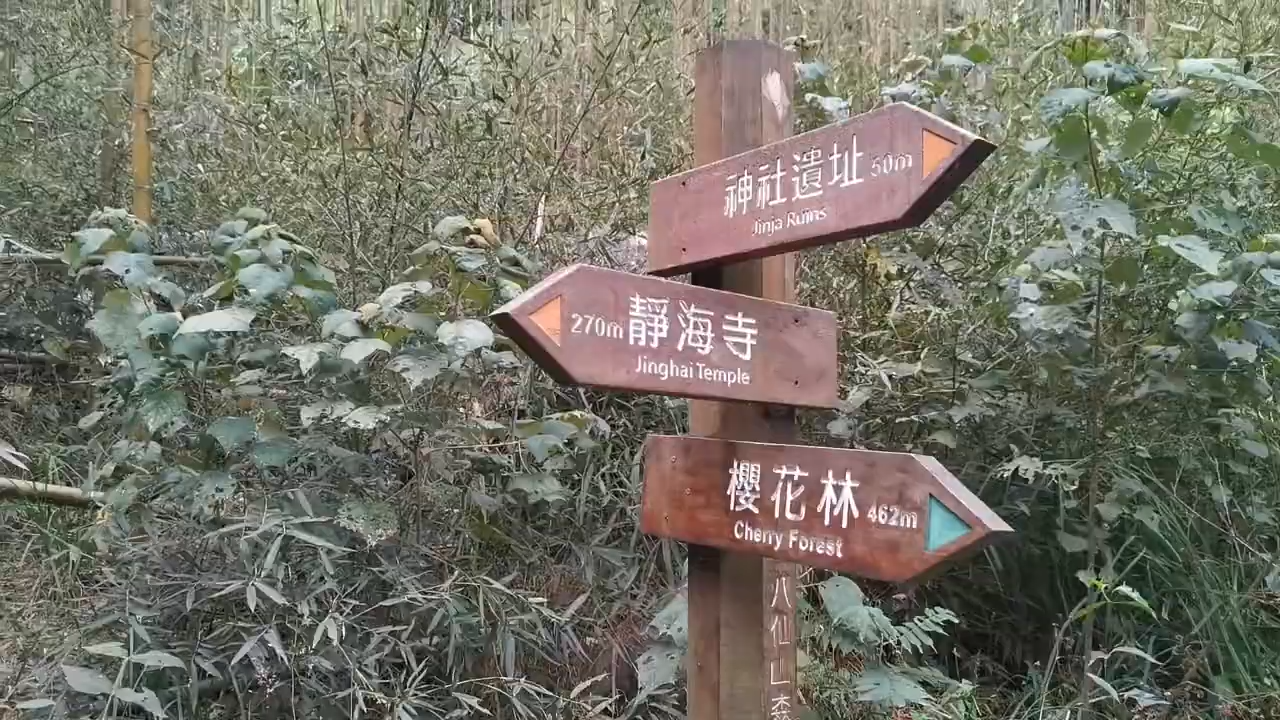 神社遺址 50m
Jinja Ruins
270m 靜海寺
Jinghai Temple
櫻花林 462m
Cherry Forest
八仙山森